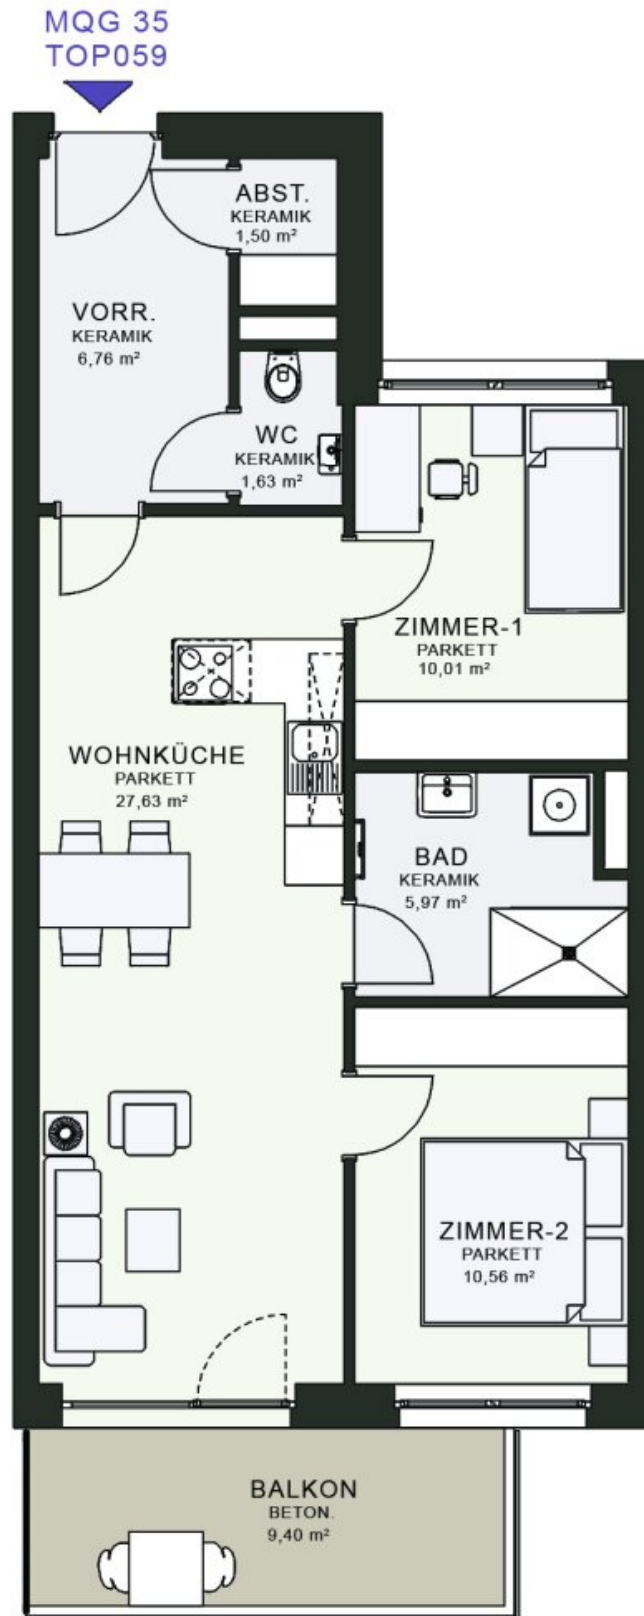 MQG 35
TOP059
ABST.
KERAMIK
1,50 m²
VORR.
KERAMIK
6,76 m²
WC
KERAMIK
1,63 m²
ZIMMER-1
PARKETT
10,01 m²
WOHNKÜCHE
PARKETT
27,63 m²
BAD
KERAMIK
5,97 m²
ZIMMER-2
PARKETT
10,56 m²
BALKON
BETON.
9,40 m²